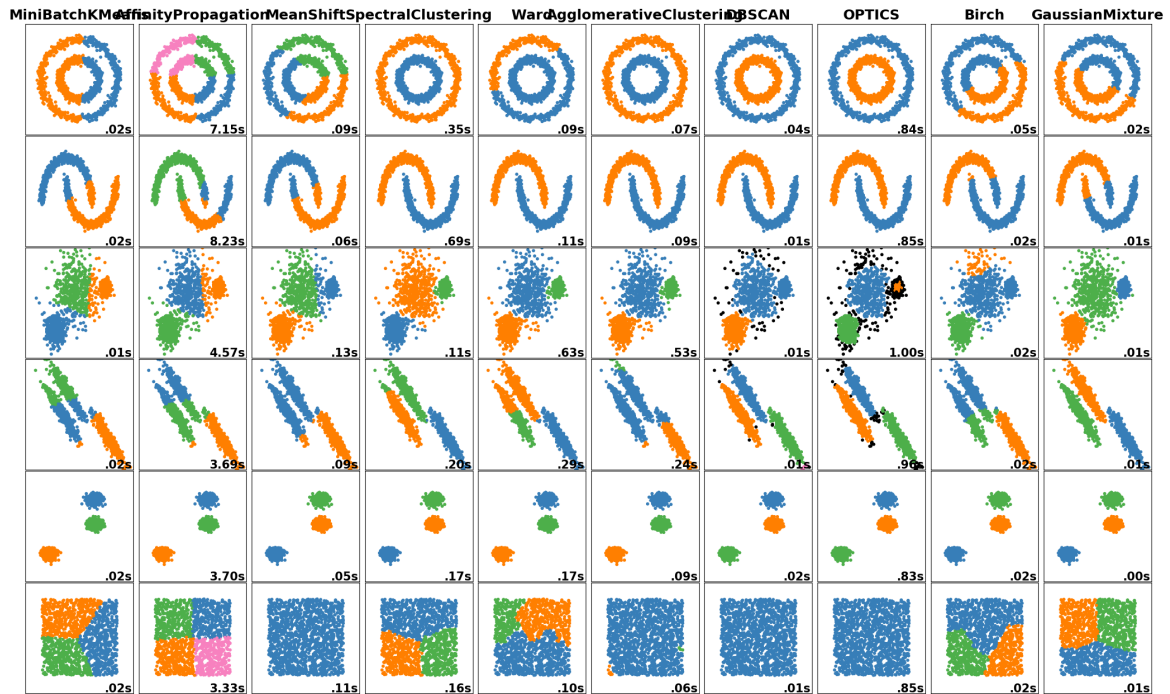 MiniBatchKMeans AffinityPropagation MeanShift SpectralClustering Ward AgglomerativeClustering DBSCAN OPTICS Birch GaussianMixture
.02s 7.15s .09s .35s .09s .07s .04s .84s .05s .02s
.02s 8.23s .06s .69s .11s .09s .01s .85s .02s .01s
.01s 4.57s .13s .11s .63s .53s .01s 1.00s .02s .01s
.02s 3.69s .09s .20s .29s .24s .01s .96s .02s .01s
.02s 3.70s .05s .17s .17s .09s .02s .83s .02s .00s
.02s 3.33s .11s .16s .10s .06s .01s .85s .02s .01s